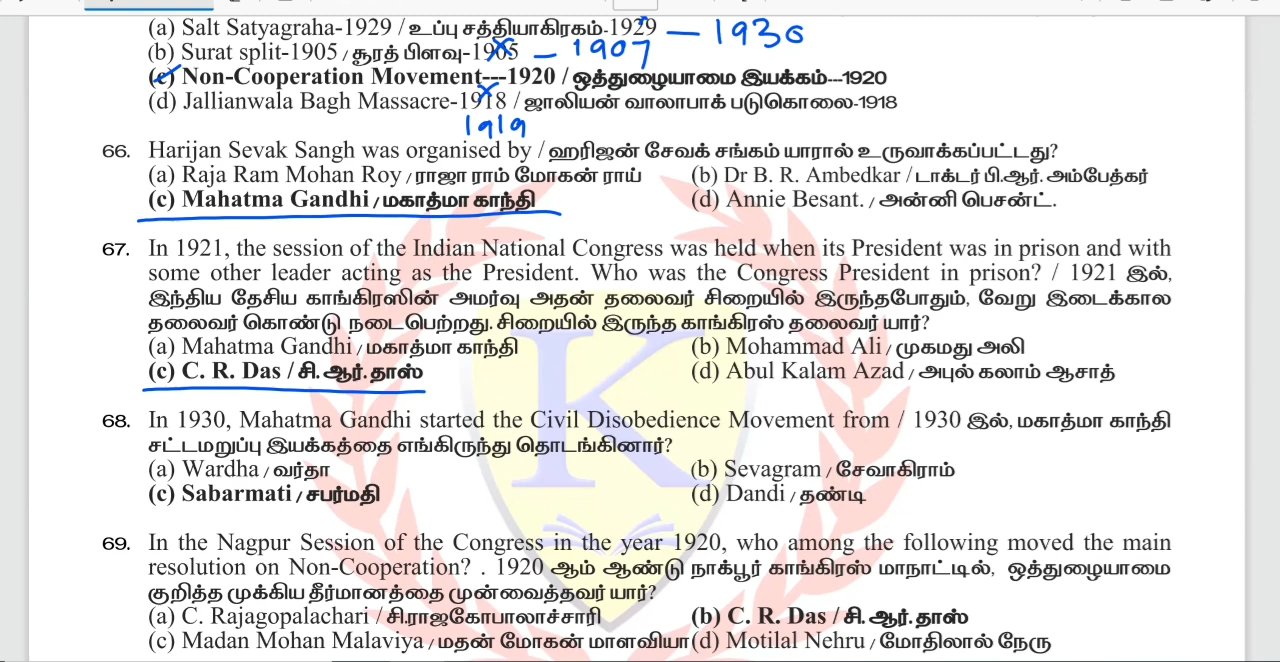 (a) Salt Satyagraha-1929 / உப்பு சத்தியாகிரகம்-1929 — 1930
(b) Surat split-1905 / சூரத் பிளவு-1905 – 1907
(c) Non-Cooperation Movement---1920 / ஒத்துழையாமை இயக்கம்---1920
(d) Jallianwala Bagh Massacre-1918 / ஜாலியன் வாலாபாக் படுகொலை-1918
1919
66. Harijan Sevak Sangh was organised by / ஹரிஜன் சேவக் சங்கம் யாரால் உருவாக்கப்பட்டது?
(a) Raja Ram Mohan Roy / ராஜா ராம் மோகன் ராய் (b) Dr B. R. Ambedkar / டாக்டர் பி.ஆர். அம்பேத்கர்
(c) Mahatma Gandhi / மகாத்மா காந்தி (d) Annie Besant. / அன்னி பெசன்ட்.
67. In 1921, the session of the Indian National Congress was held when its President was in prison and with
some other leader acting as the President. Who was the Congress President in prison? / 1921 இல்,
இந்திய தேசிய காங்கிரஸின் அமர்வு அதன் தலைவர் சிறையில் இருந்தபோதும், வேறு இடைக்கால
தலைவர் கொண்டு நடைபெற்றது. சிறையில் இருந்த காங்கிரஸ் தலைவர் யார்?
(a) Mahatma Gandhi / மகாத்மா காந்தி (b) Mohammad Ali / முகமது அலி
(c) C. R. Das / சி.ஆர்.தாஸ் (d) Abul Kalam Azad / அபுல் கலாம் ஆசாத்
68. In 1930, Mahatma Gandhi started the Civil Disobedience Movement from / 1930 இல், மகாத்மா காந்தி
சட்டமறுப்பு இயக்கத்தை எங்கிருந்து தொடங்கினார்?
(a) Wardha / வர்தா (b) Sevagram / சேவாகிராம்
(c) Sabarmati / சபர்மதி (d) Dandi / தண்டி
69. In the Nagpur Session of the Congress in the year 1920, who among the following moved the main
resolution on Non-Cooperation? . 1920 ஆம் ஆண்டு நாக்பூர் காங்கிரஸ் மாநாட்டில், ஒத்துழையாமை
குறித்த முக்கிய தீர்மானத்தை முன்வைத்தவர் யார்?
(a) C. Rajagopalachari / சி.ராஜகோபாலாச்சாரி (b) C. R. Das / சி.ஆர்.தாஸ்
(c) Madan Mohan Malaviya / மதன் மோகன் மாளவியா (d) Motilal Nehru / மோதிலால் நேரு